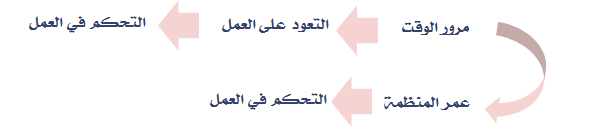 مرور الوقت التعود على العمل التحكم في العمل
عمر المنظمة التحكم في العمل